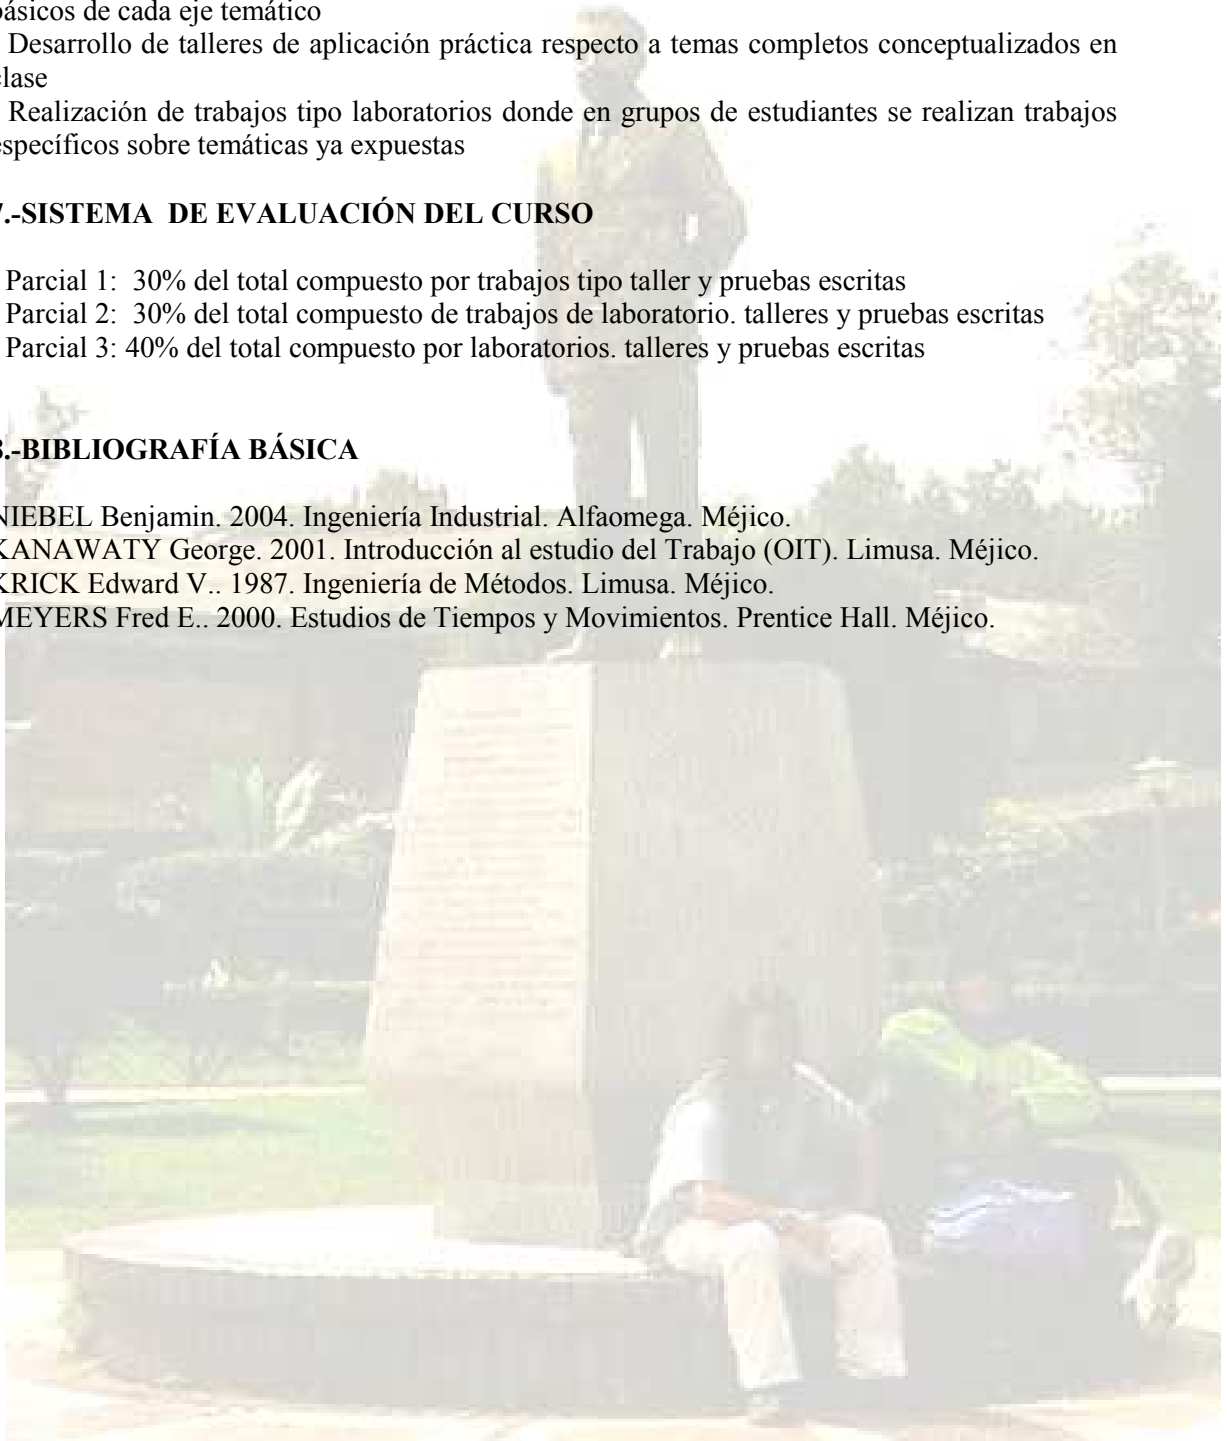 básicos de cada eje temático
Desarrollo de talleres de aplicación práctica respecto a temas completos conceptualizados en
clase
Realización de trabajos tipo laboratorios donde en grupos de estudiantes se realizan trabajos
específicos sobre temáticas ya expuestas
7.-SISTEMA DE EVALUACIÓN DEL CURSO
Parcial 1: 30% del total compuesto por trabajos tipo taller y pruebas escritas
Parcial 2: 30% del total compuesto de trabajos de laboratorio. talleres y pruebas escritas
Parcial 3: 40% del total compuesto por laboratorios. talleres y pruebas escritas
8.-BIBLIOGRAFÍA BÁSICA
NIEBEL Benjamin. 2004. Ingeniería Industrial. Alfaomega. Méjico.
KANAWATY George. 2001. Introducción al estudio del Trabajo (OIT). Limusa. Méjico.
KRICK Edward V.. 1987. Ingeniería de Métodos. Limusa. Méjico.
MEYERS Fred E.. 2000. Estudios de Tiempos y Movimientos. Prentice Hall. Méjico.